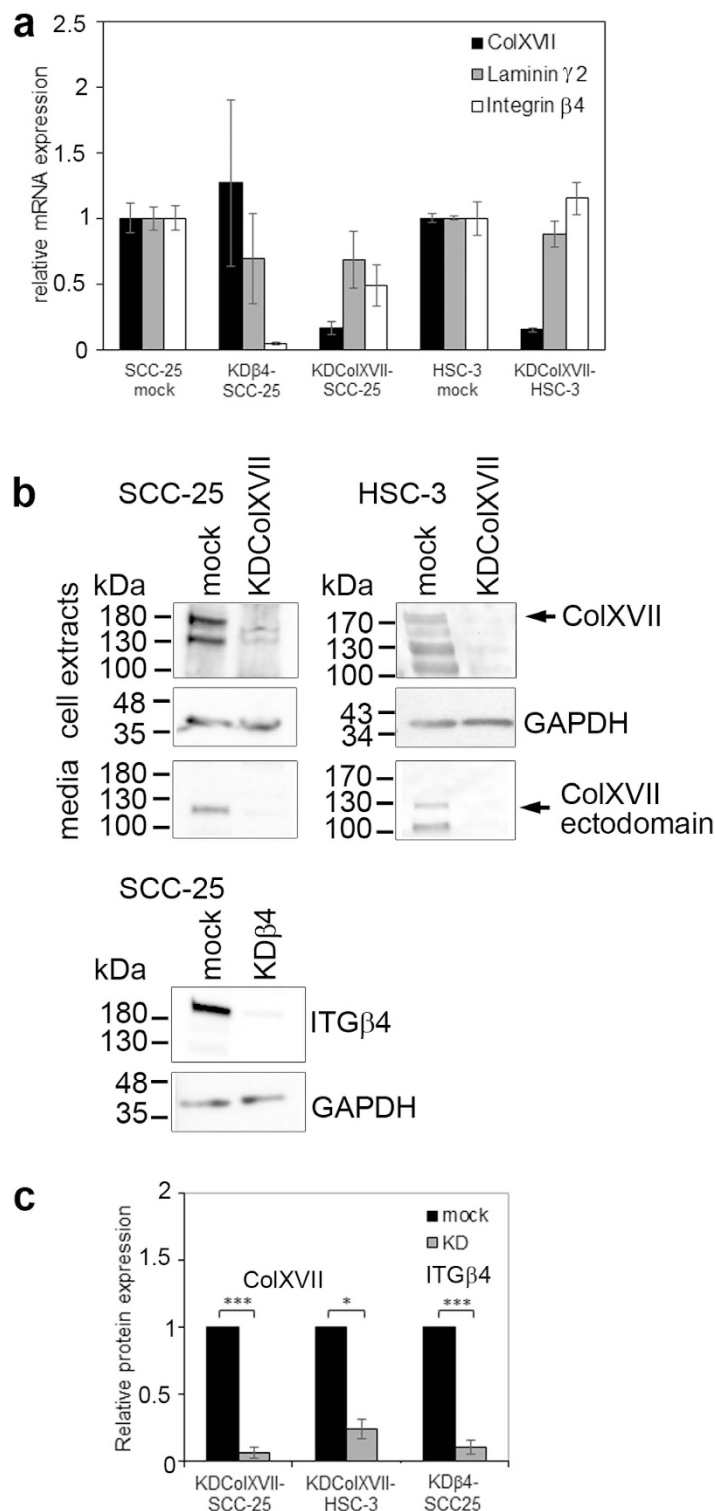 a
2.5
2
1.5
1
0.5
0
relative mRNA expression
ColXVII
Laminin γ2
Integrin β4
SCC-25
mock
KDβ4-
SCC-25
KDColXVII-
SCC-25
HSC-3
mock
KDColXVII-
HSC-3
b
SCC-25
mock
KDColXVII
kDa
cell extracts
180
130
100
48
35
media
180
130
100
HSC-3
mock
KDColXVII
kDa
170
130
100
ColXVII
43
34
GAPDH
170
130
100
ColXVII
ectodomain
SCC-25
mock
KDβ4
kDa
180
130
ITGβ4
48
35
GAPDH
c
2
1.5
1
0.5
0
Relative protein expression
mock
KD
ColXVII
ITGβ4
***
*
***
KDColXVII-
SCC-25
KDColXVII-
HSC-3
KDβ4-
SCC25